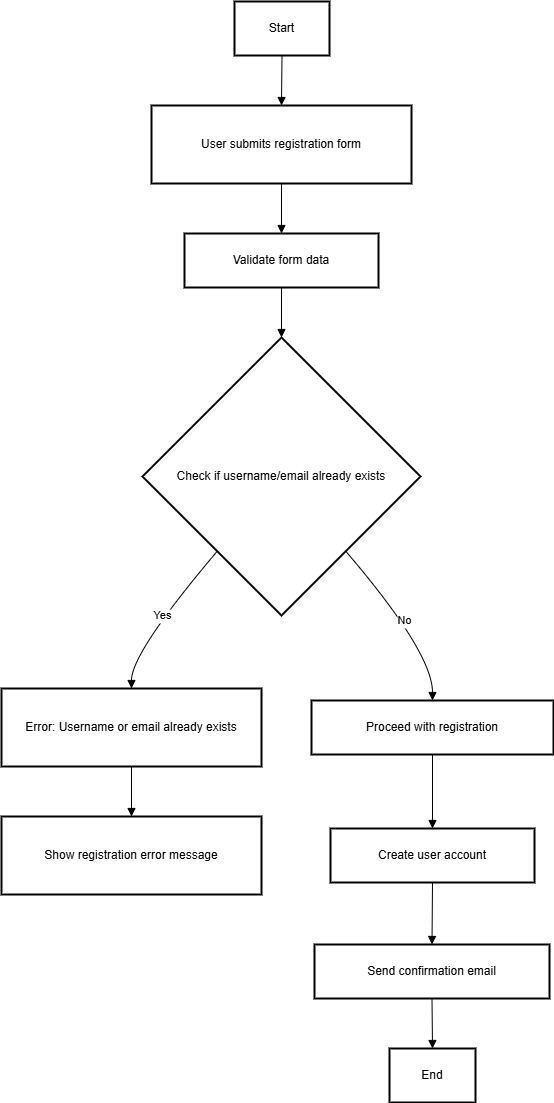 Start
User submits registration form
Validate form data
Check if username/email already exists
Yes
No
Error: Username or email already exists
Proceed with registration
Show registration error message
Create user account
Send confirmation email
End